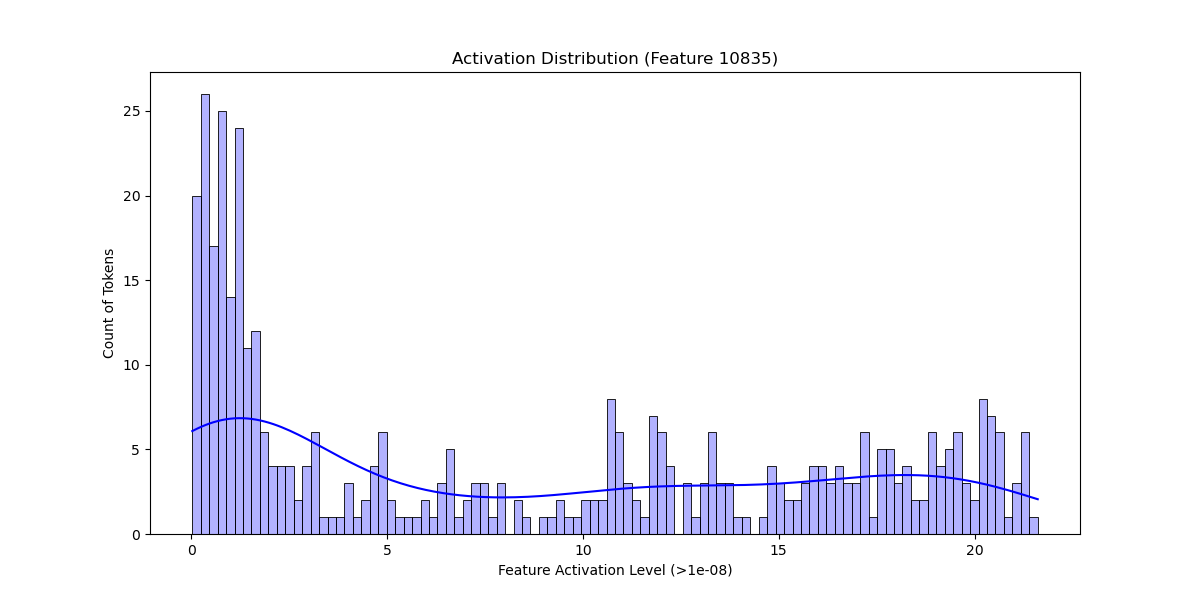 Activation Distribution (Feature 10835)
25
20
15
10
5
0
Count of Tokens
0 5 10 15 20
Feature Activation Level (>1e-08)